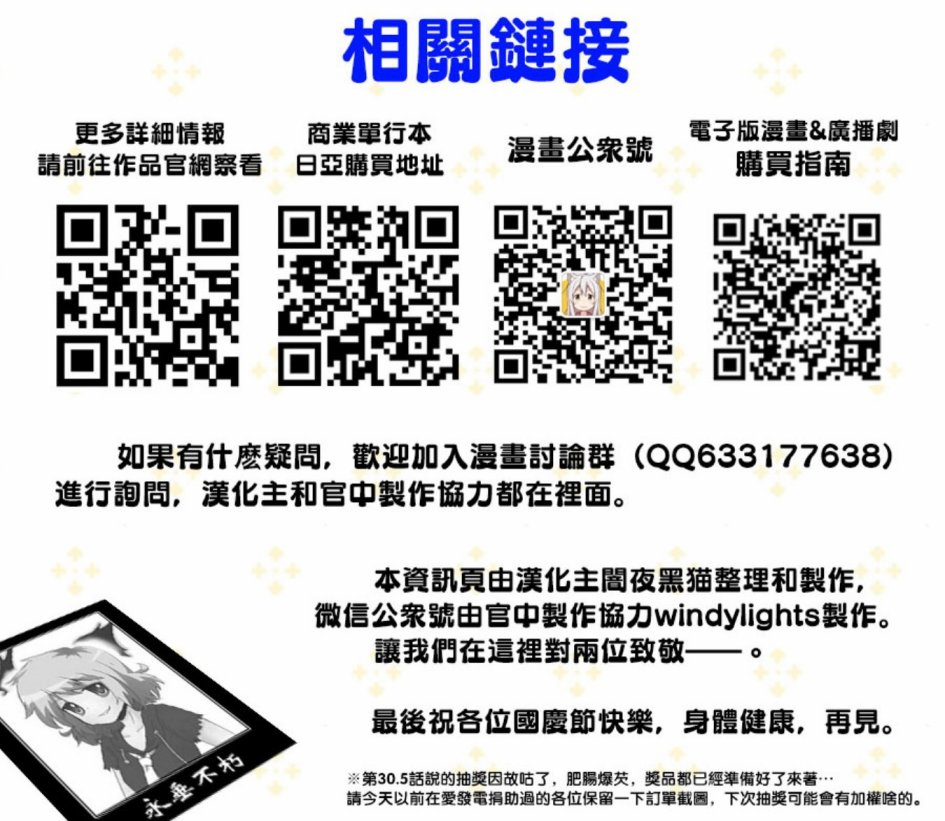 相關鏈接
更多詳細情報
請前往作品官網察看
商業單行本
日亞購買地址
漫畫公衆號
電子版漫畫&廣播劇
購買指南
如果有什麽疑問，歡迎加入漫畫討論群（QQ633177638）
進行詢問，漢化主和官中製作協力都在裡面。
本資訊頁由漢化主闇夜黑猫整理和製作，
微信公衆號由官中製作協力windylights製作。
讓我們在這裡對兩位致敬——。
最後祝各位國慶節快樂，身體健康，再見。
永垂不朽
※第30.5話說的抽獎因故咕了，肥腸爆芡，獎品都已經準備好了來著…
請今天以前在愛發電捐助過的各位保留一下訂單截圖，下次抽獎可能會有加權啥的。